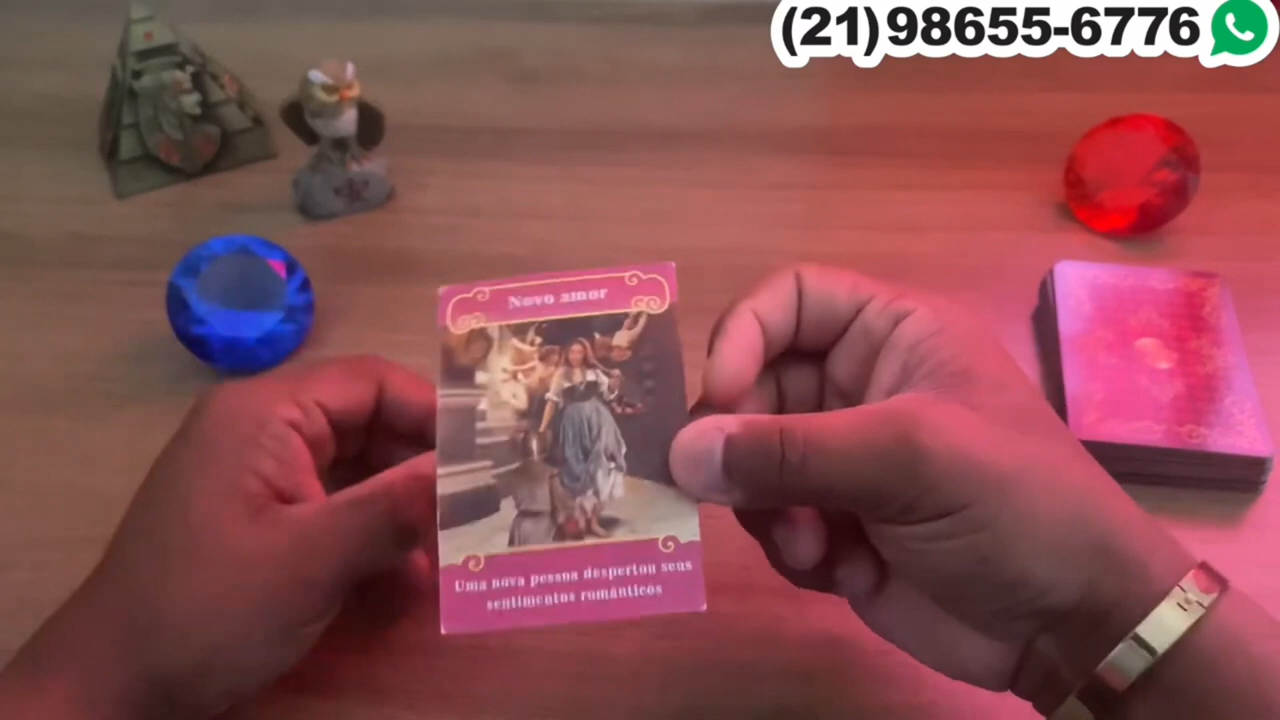 (21)98655-6776
Novo amor
Uma nova pessoa despertou seus
sentimentos românticos